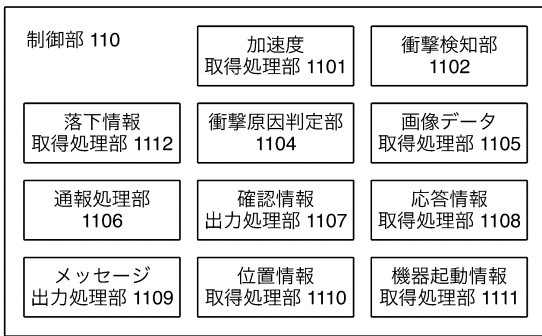 制御部 110
加速度
取得処理部 1101
衝撃検知部
1102
落下情報
取得処理部 1112
衝撃原因判定部
1104
画像データ
取得処理部 1105
通報処理部
1106
確認情報
出力処理部 1107
応答情報
取得処理部 1108
メッセージ
出力処理部 1109
位置情報
取得処理部 1110
機器起動情報
取得処理部 1111